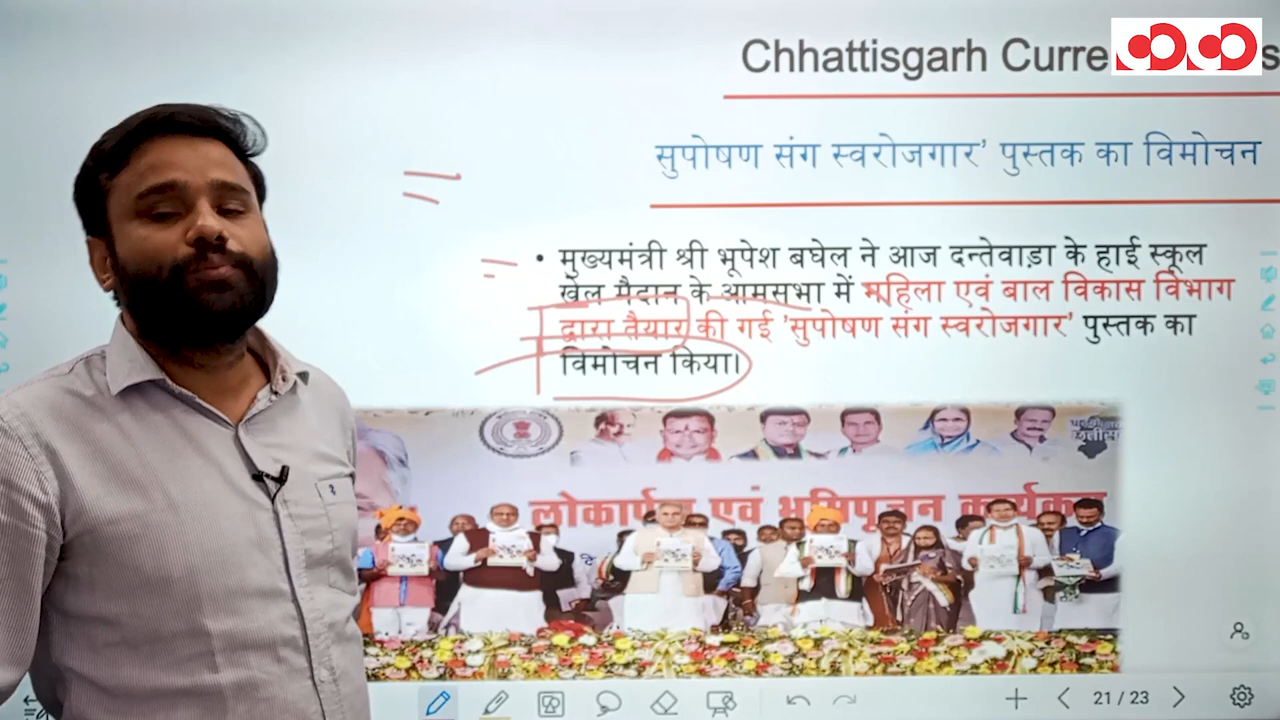 Chhattisgarh Curre
सुपोषण संग स्वरोजगार’ पुस्तक का विमोचन
• मुख्यमंत्री श्री भूपेश बघेल ने आज दन्तेवाड़ा के हाई स्कूल
खेल मैदान के आमसभा में महिला एवं बाल विकास विभाग
द्वारा तैयार की गई 'सुपोषण संग स्वरोजगार’ पुस्तक का
विमोचन किया।
लोकार्पण एवं भूमिपूजन कार्यक्रम
21 / 23